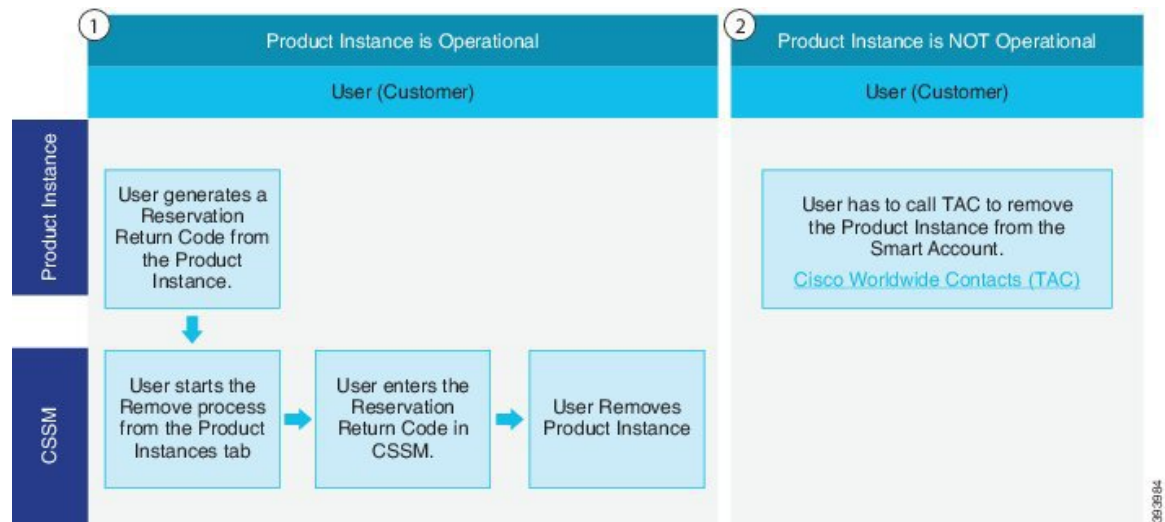 1
Product Instance is Operational
User (Customer)
Product Instance
User generates a
Reservation
Return Code from
the Product
Instance.
CSSM
User starts the
Remove process
from the Product
Instances tab
User enters the
Reservation
Return Code in
CSSM.
User Removes
Product Instance
2
Product Instance is NOT Operational
User (Customer)
User has to call TAC to remove
the Product Instance from the
Smart Account.
Cisco Worldwide Contacts (TAC)
393984